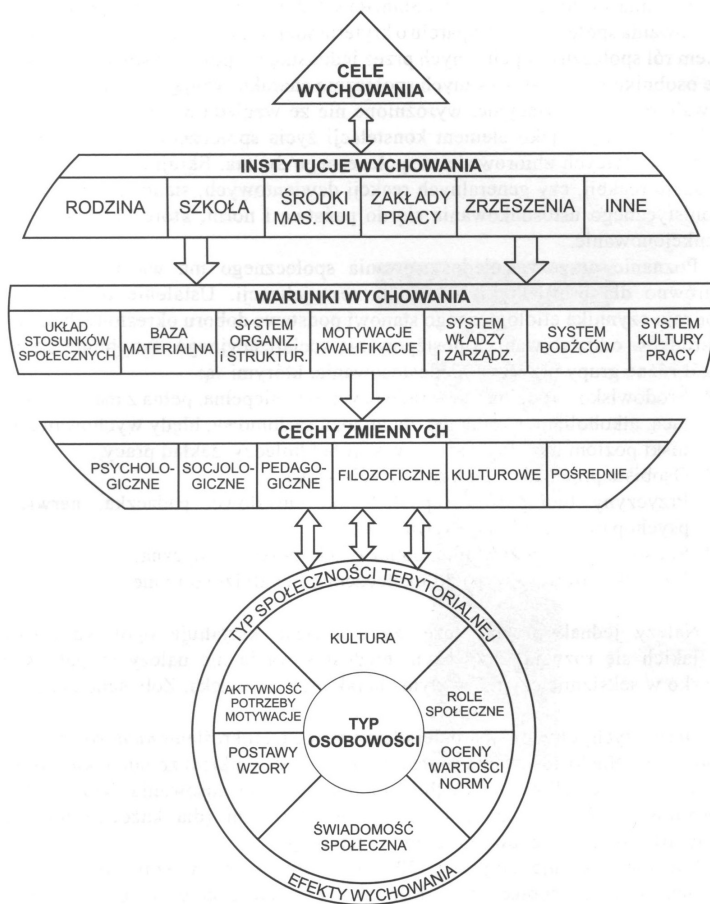 CELE
WYCHOWANIA
INSTYTUCJE WYCHOWANIA
RODZINA
SZKOŁA
ŚRODKI
MAS. KUL.
ZAKŁADY
PRACY
ZRZESZENIA
INNE
WARUNKI WYCHOWANIA
UKŁAD
STOSUNKÓW
SPOŁECZNYCH
BAZA
MATERIALNA
SYSTEM
ORGANIZ.
i STRUKTUR.
MOTYWACJE
KWALIFIKACJE
SYSTEM
WŁADZY
I ZARZĄDZ.
SYSTEM
BODŹCÓW
SYSTEM
KULTURY
PRACY
CECHY ZMIENNYCH
PSYCHOLO-
GICZNE
SOCJOLO-
GICZNE
PEDAGO-
GICZNE
FILOZOFICZNE
KULTUROWE
POŚREDNIE
TYP SPOŁECZNOŚCI TERYTORIALNEJ
KULTURA
AKTYWNOŚĆ
POTRZEBY
MOTYWACJE
ROLE
SPOŁECZNE
TYP
OSOBOWOŚCI
POSTAWY
WZORY
OCENY
WARTOŚCI
NORMY
ŚWIADOMOŚĆ
SPOŁECZNA
EFEKTY WYCHOWANIA